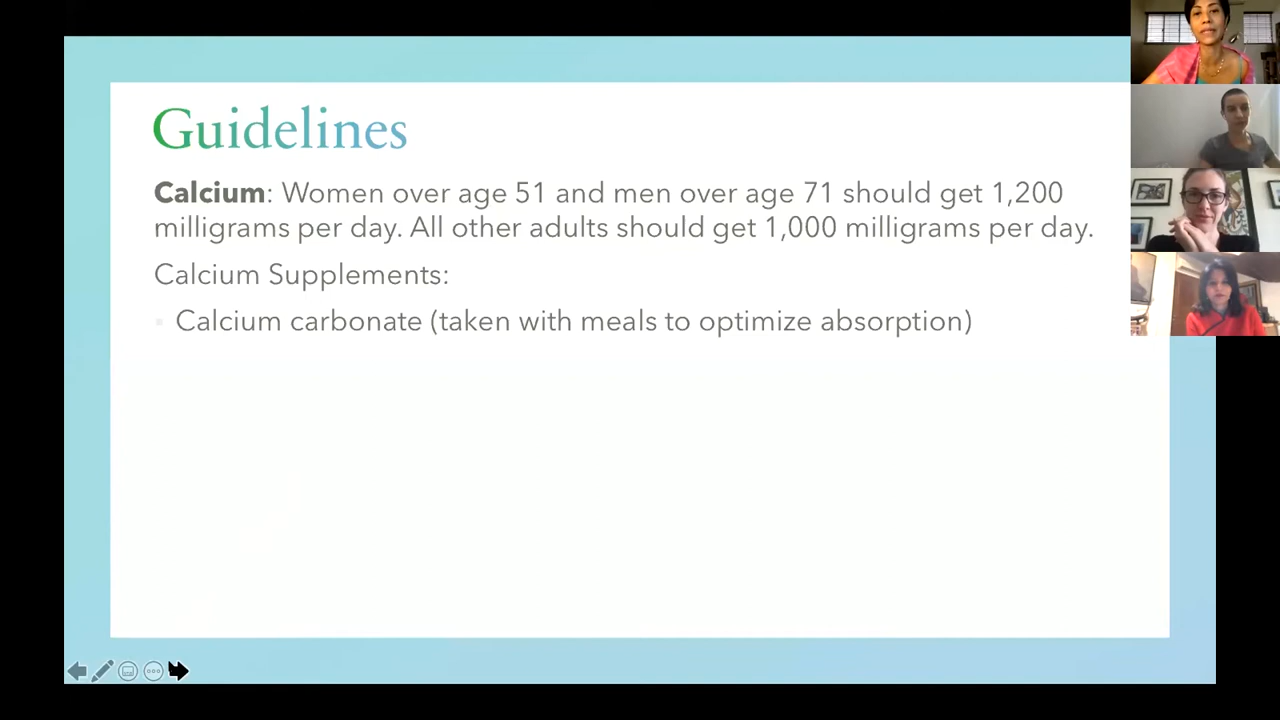 Guidelines
Calcium: Women over age 51 and men over age 71 should get 1,200
milligrams per day. All other adults should get 1,000 milligrams per day.
Calcium Supplements:
▪ Calcium carbonate (taken with meals to optimize absorption)